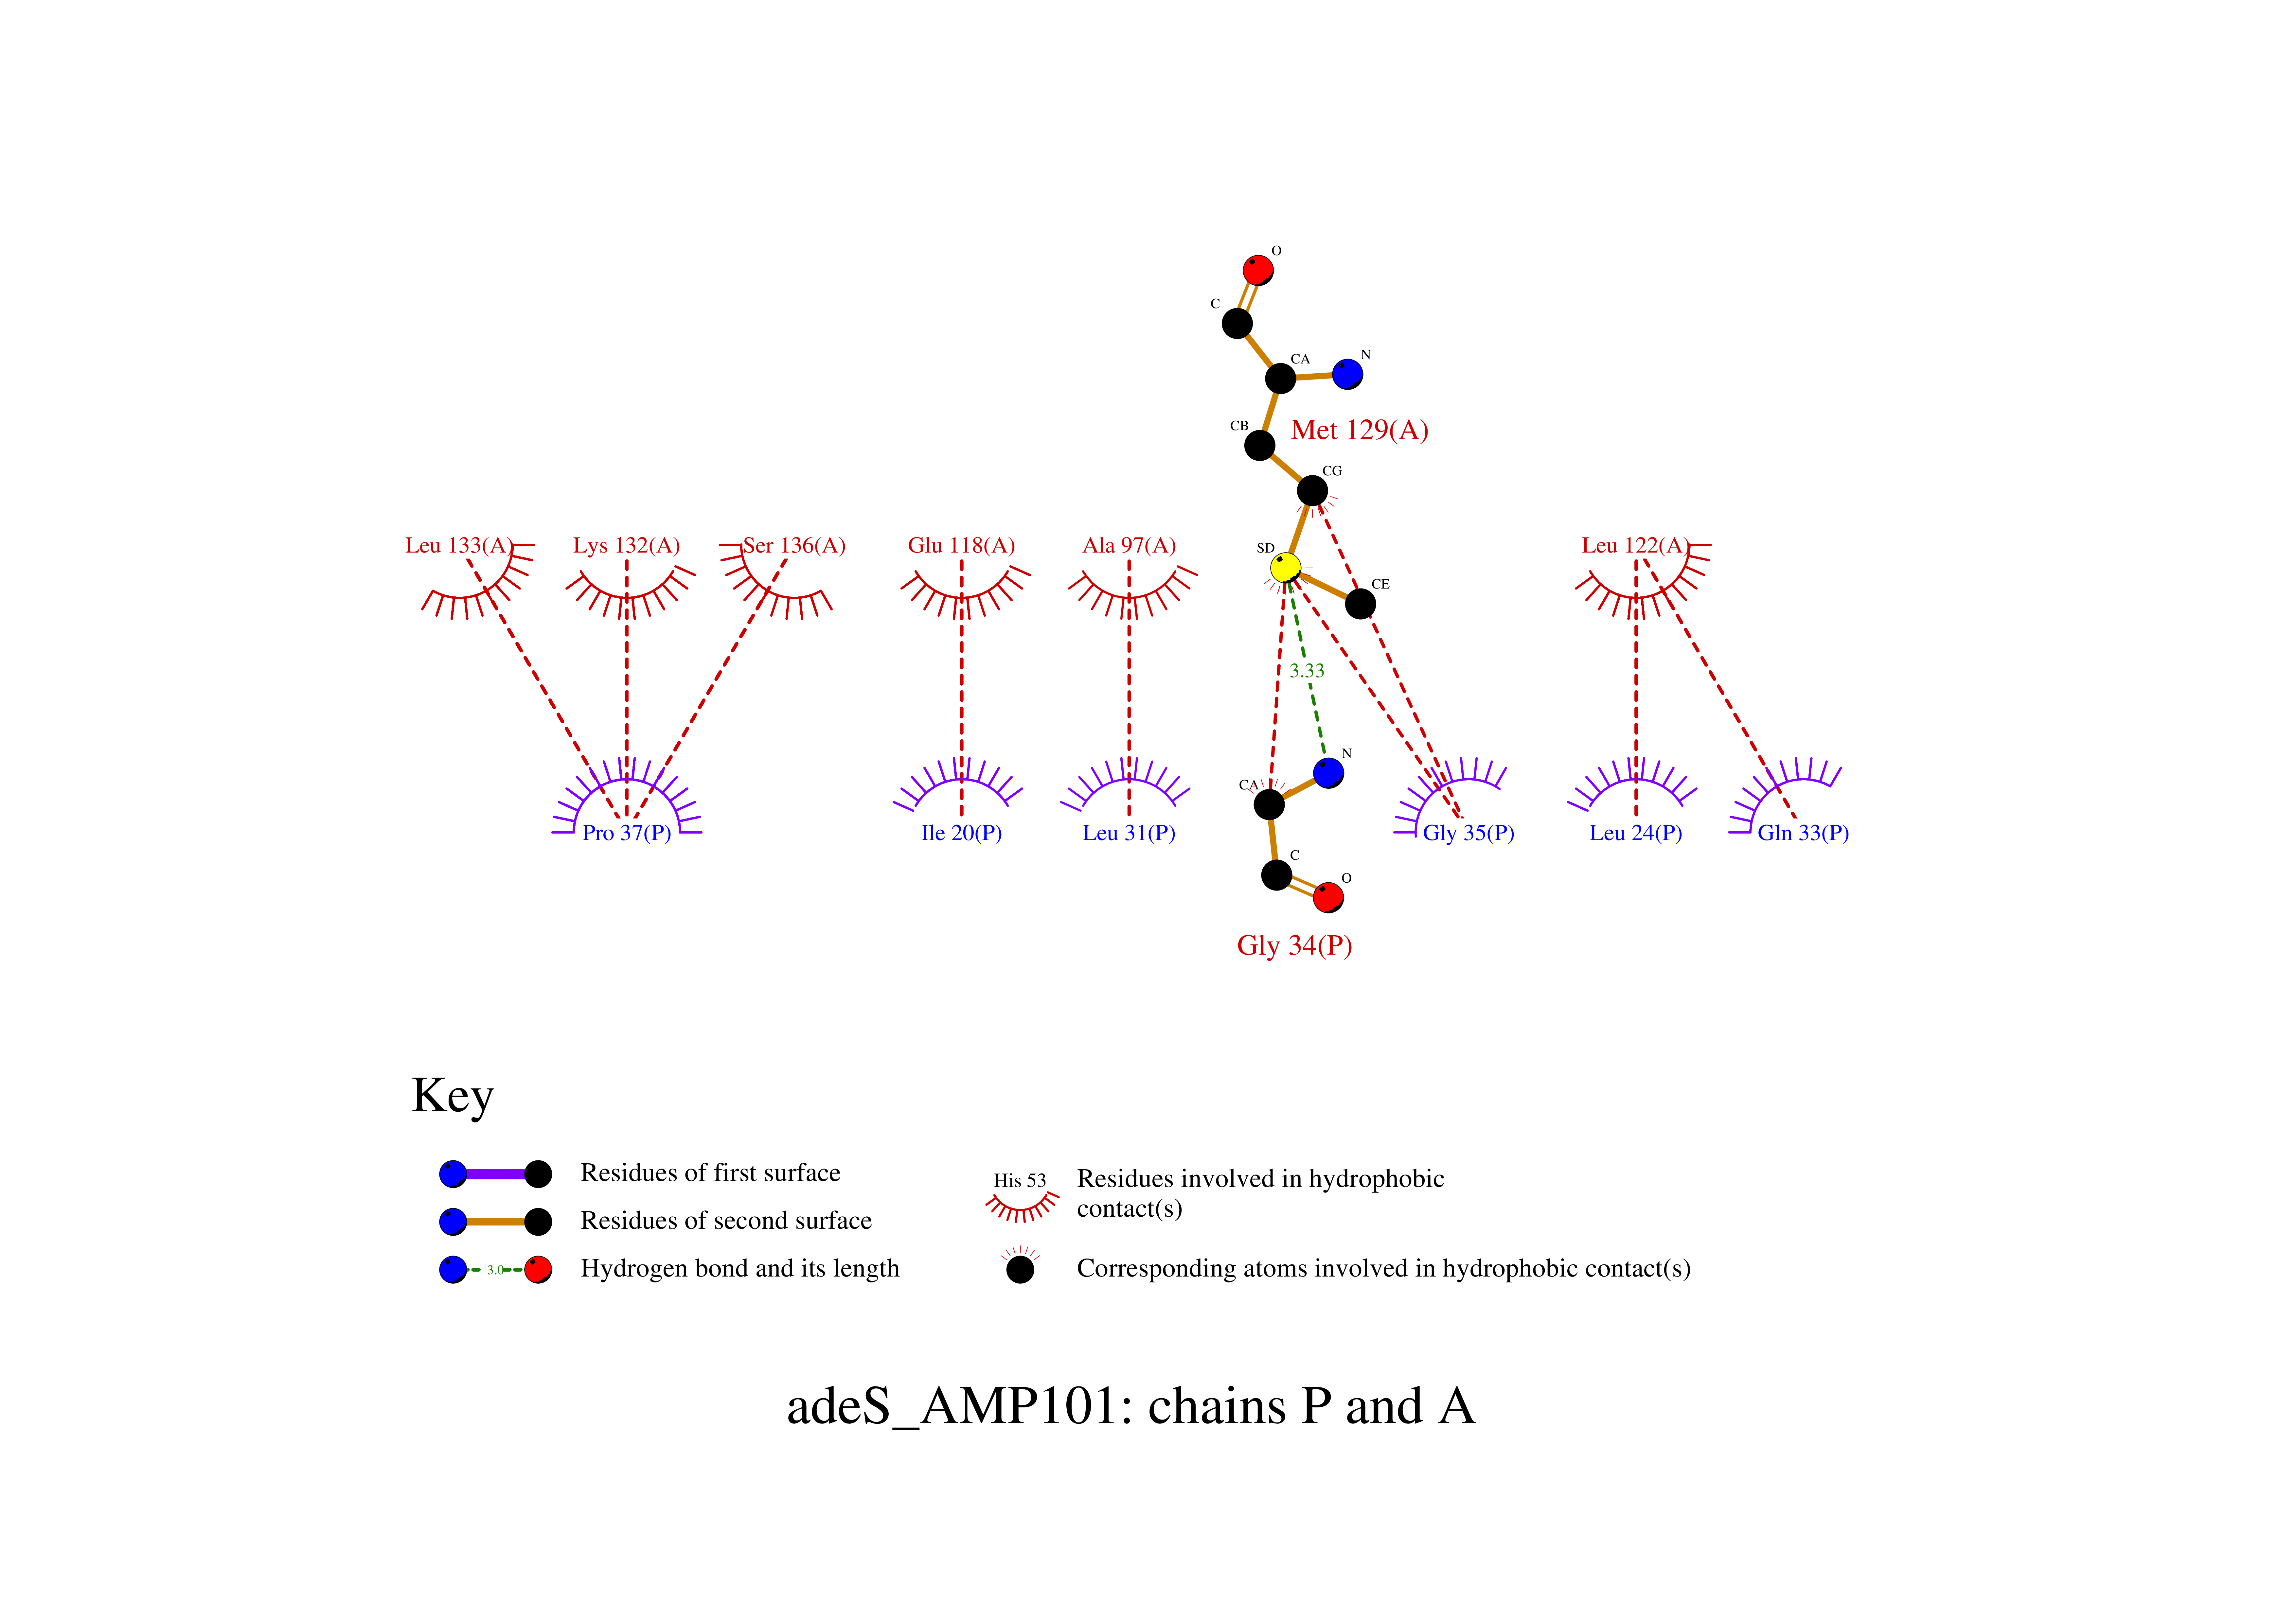 O
C
CA
N
CB
Met 129(A)
CG
Leu 133(A)
Lys 132(A)
Ser 136(A)
Glu 118(A)
Ala 97(A)
SD
Leu 122(A)
CE
3.33
N
CA
Pro 37(P)
Ile 20(P)
Leu 31(P)
Gly 35(P)
Leu 24(P)
Gln 33(P)
C
O
Gly 34(P)
Key
Residues of first surface
Residues of second surface
3.0
Hydrogen bond and its length
His 53
Residues involved in hydrophobic
contact(s)
Corresponding atoms involved in hydrophobic contact(s)
adeS_AMP101: chains P and A